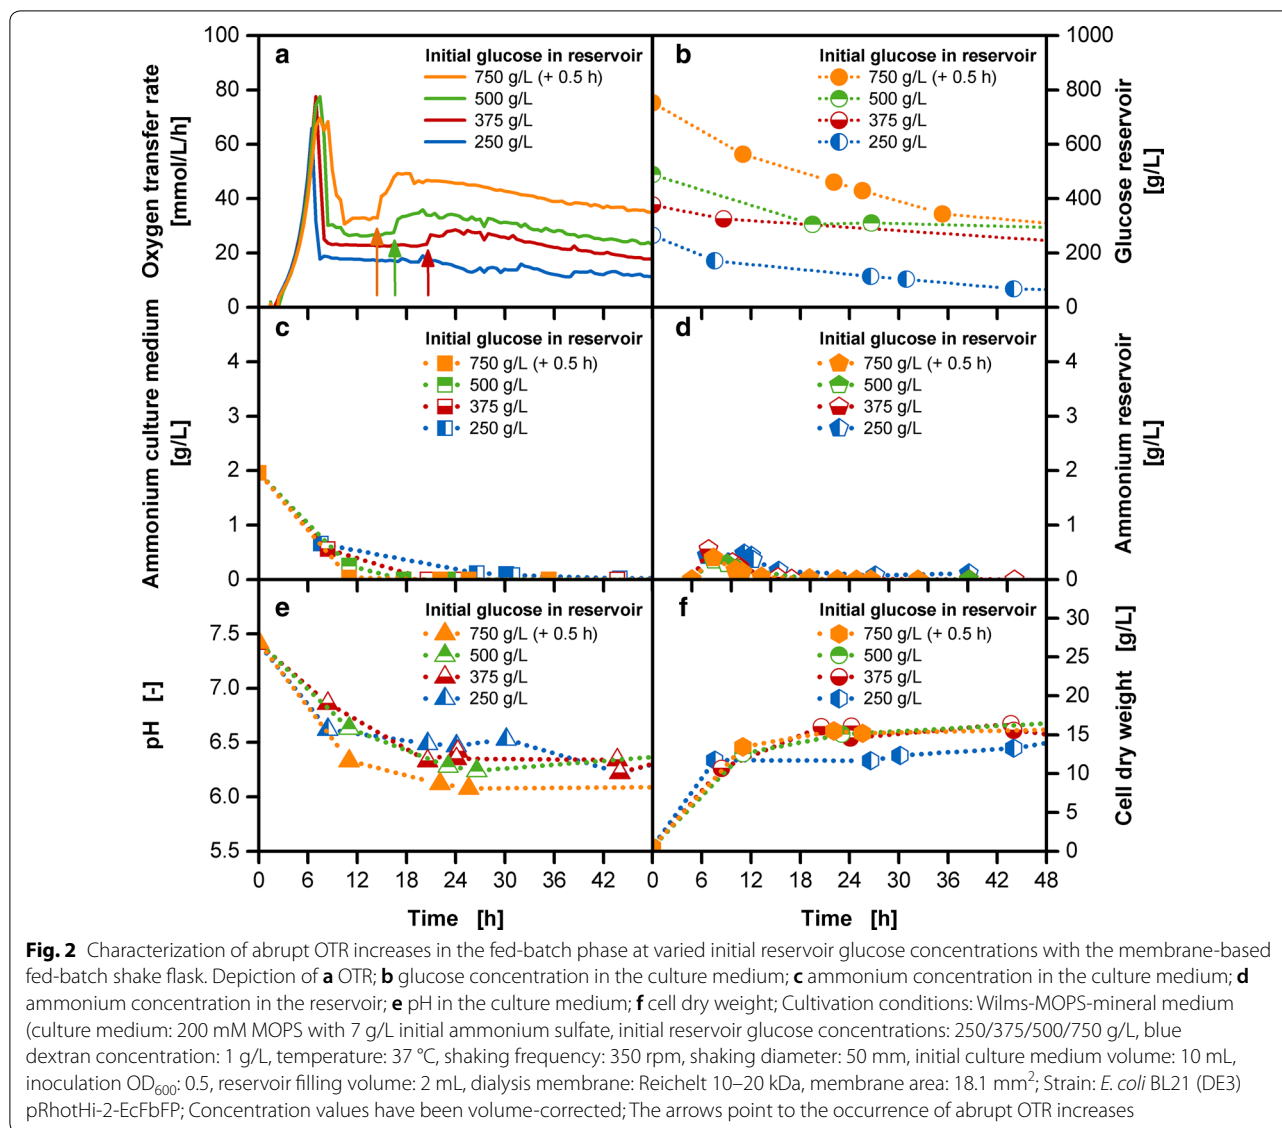 a
Initial glucose in reservoir
750 g/L (+ 0.5 h)
500 g/L
375 g/L
250 g/L
Oxygen transfer rate
[mmol/L/h]
100
80
60
40
20
0
b
Initial glucose in reservoir
750 g/L (+ 0.5 h)
500 g/L
375 g/L
250 g/L
1000
800
600
400
200
0
Glucose reservoir
[g/L]
c
Initial glucose in reservoir
750 g/L (+ 0.5 h)
500 g/L
375 g/L
250 g/L
Ammonium culture medium
[g/L]
4
3
2
1
0
d
Initial glucose in reservoir
750 g/L (+ 0.5 h)
500 g/L
375 g/L
250 g/L
4
3
2
1
0
Ammonium reservoir
[g/L]
e
Initial glucose in reservoir
750 g/L (+ 0.5 h)
500 g/L
375 g/L
250 g/L
pH [-]
7.5
7.0
6.5
6.0
5.5
0 6 12 18 24 30 36 42
Time [h]
f
Initial glucose in reservoir
750 g/L (+ 0.5 h)
500 g/L
375 g/L
250 g/L
30
25
20
15
10
5
0
Cell dry weight [g/L]
0 6 12 18 24 30 36 42 48
Time [h]
Fig. 2 Characterization of abrupt OTR increases in the fed-batch phase at varied initial reservoir glucose concentrations with the membrane-based
fed-batch shake flask. Depiction of a OTR; b glucose concentration in the culture medium; c ammonium concentration in the culture medium; d
ammonium concentration in the reservoir; e pH in the culture medium; f cell dry weight; Cultivation conditions: Wilms-MOPS-mineral medium
(culture medium: 200 mM MOPS with 7 g/L initial ammonium sulfate, initial reservoir glucose concentrations: 250/375/500/750 g/L, blue
dextran concentration: 1 g/L, temperature: 37 °C, shaking frequency: 350 rpm, shaking diameter: 50 mm, initial culture medium volume: 10 mL,
inoculation OD600: 0.5, reservoir filling volume: 2 mL, dialysis membrane: Reichelt 10–20 kDa, membrane area: 18.1 mm2; Strain: E. coli BL21 (DE3)
pRhotHi-2-EcFbFP; Concentration values have been volume-corrected; The arrows point to the occurrence of abrupt OTR increases